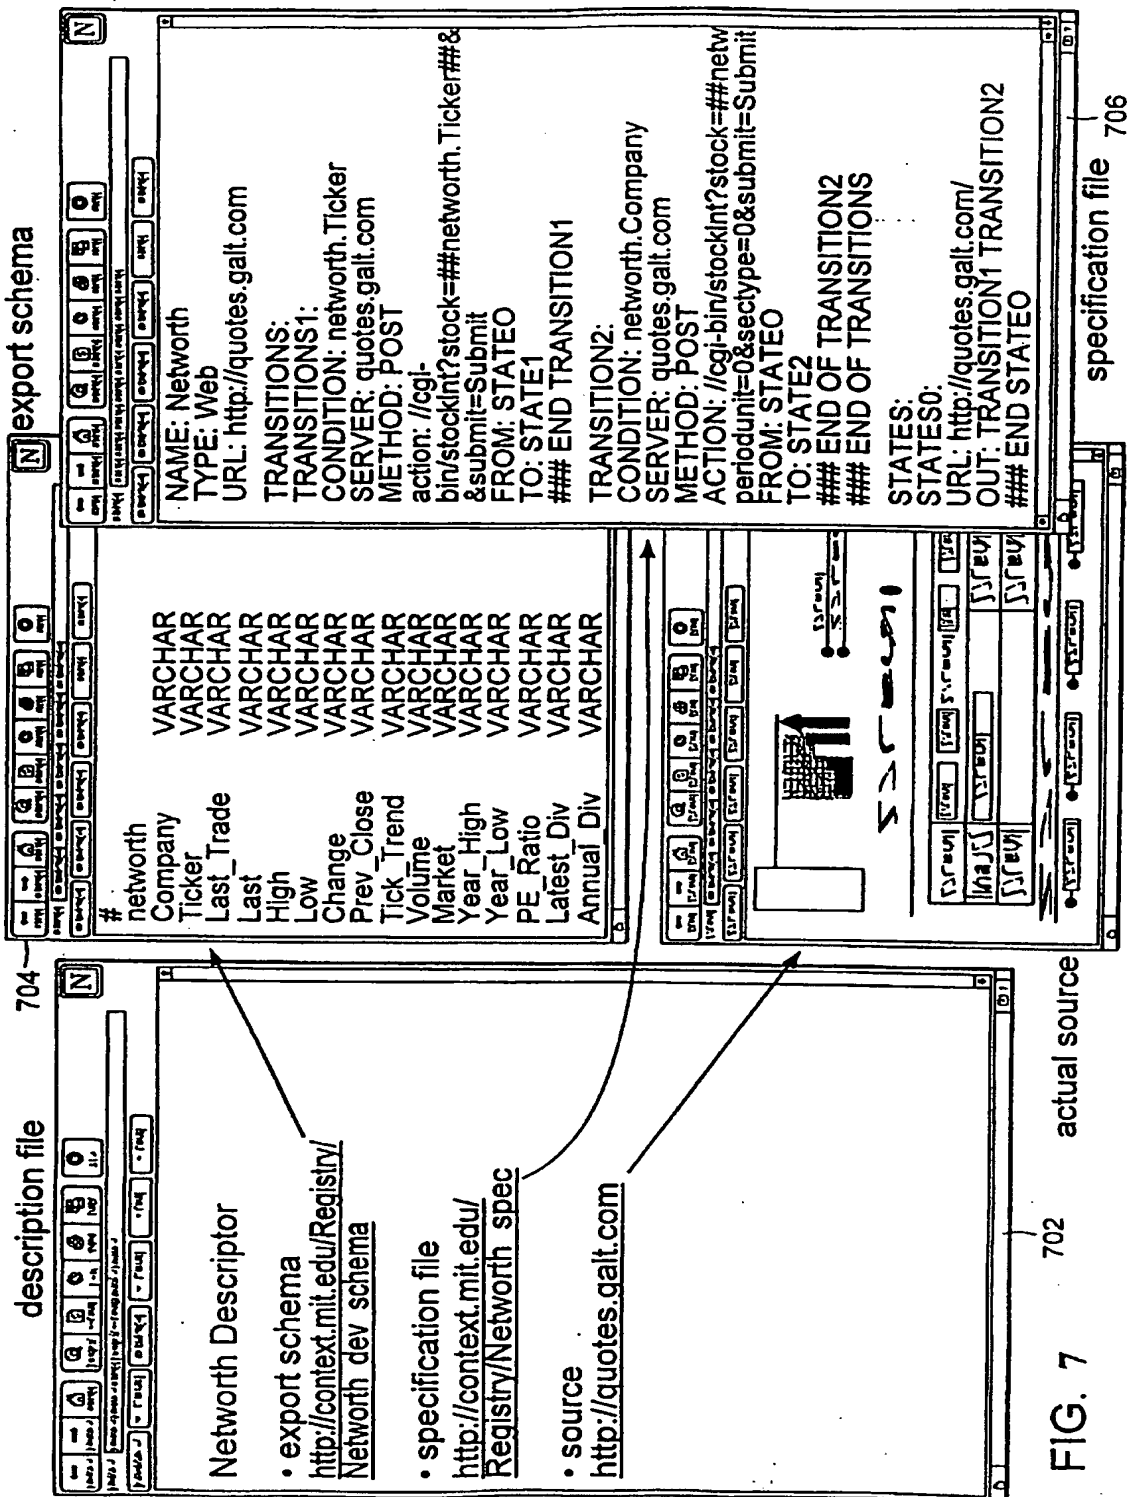 description file
N
Networth Descriptor
• export schema
http://context.mit.edu/Registry/
Networth_dev_schema
• specification file
http://context.mit.edu/
Registry/Networth_spec
• source
http://quotes.galt.com
702
704
export schema
N
#
networth
Company VARCHAR
Ticker VARCHAR
Last_Trade VARCHAR
Last VARCHAR
High VARCHAR
Low VARCHAR
Change VARCHAR
Prev_Close VARCHAR
Tick_Trend VARCHAR
Volume VARCHAR
Market VARCHAR
Year_High VARCHAR
Year_Low VARCHAR
PE_Ratio VARCHAR
Latest_Div VARCHAR
Annual_Div VARCHAR
actual source
N
NAME: Networth
TYPE: Web
URL: http://quotes.galt.com
TRANSITIONS:
TRANSITIONS1:
CONDITION: networth.Ticker
SERVER: quotes.galt.com
METHOD: POST
action: //cgi-
bin/stockInt?stock=##networth.Ticker##&
&submit=Submit
FROM: STATEO
TO: STATE1
### END TRANSITION1
TRANSITION2:
CONDITION: networth.Company
SERVER: quotes.galt.com
METHOD: POST
ACTION: //cgi-bin/stockInt?stock=##netw
periodunit=0&sectype=0&submit=Submit
FROM: STATEO
TO: STATE2
### END OF TRANSITION2
### END OF TRANSITIONS
STATES:
STATES0:
URL: http://quotes.galt.com/
OUT: TRANSITION1 TRANSITION2
### END STATEO
specification file
706
FIG. 7